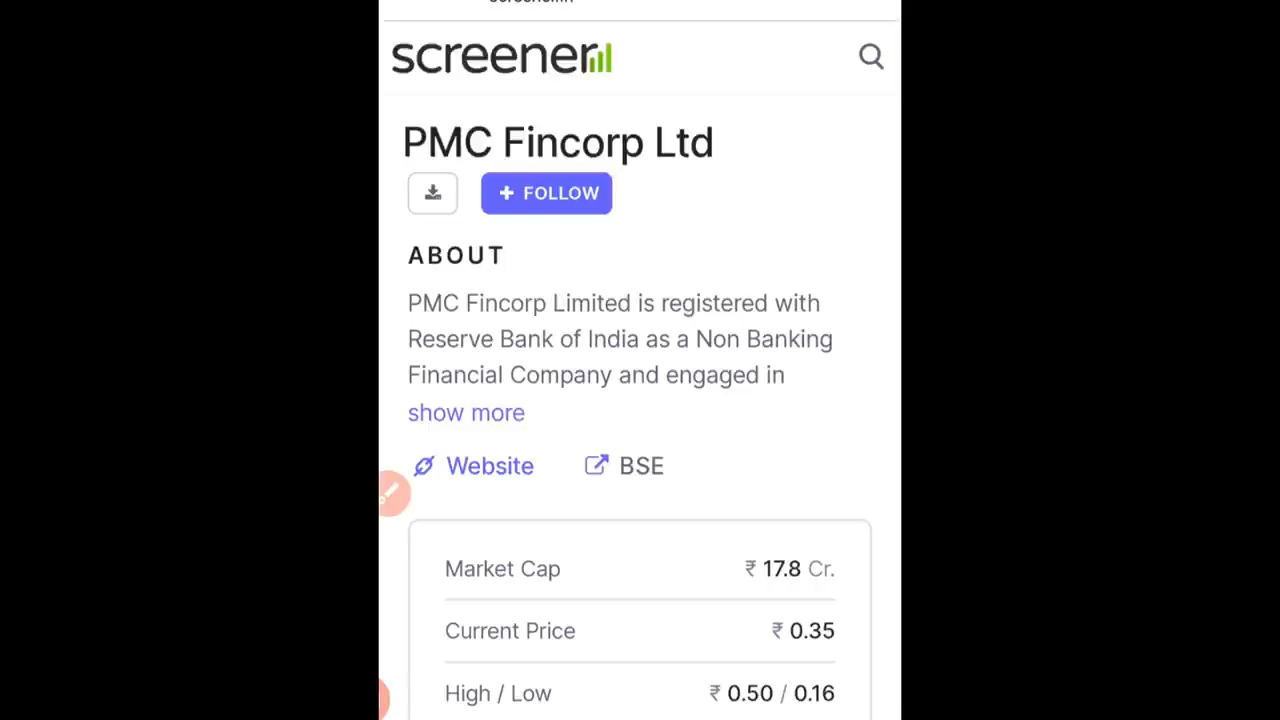 screener
PMC Fincorp Ltd
+ FOLLOW
ABOUT
PMC Fincorp Limited is registered with
Reserve Bank of India as a Non Banking
Financial Company and engaged in
show more
Website BSE
Market Cap ₹ 17.8 Cr.
Current Price ₹ 0.35
High / Low ₹ 0.50 / 0.16